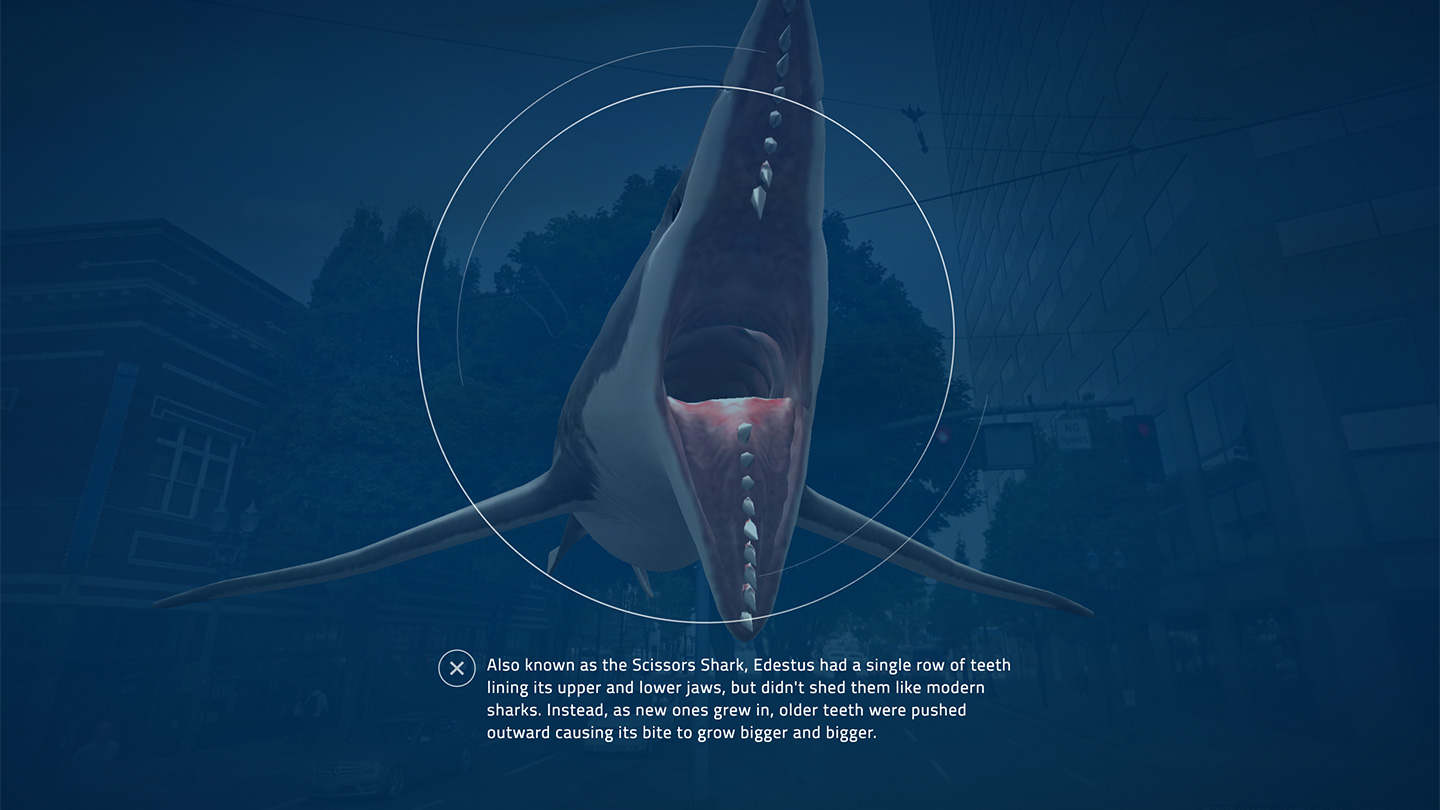 NO
TURNS
Also known as the Scissors Shark, Edestus had a single row of teeth
lining its upper and lower jaws, but didn't shed them like modern
sharks. Instead, as new ones grew in, older teeth were pushed
outward causing its bite to grow bigger and bigger.